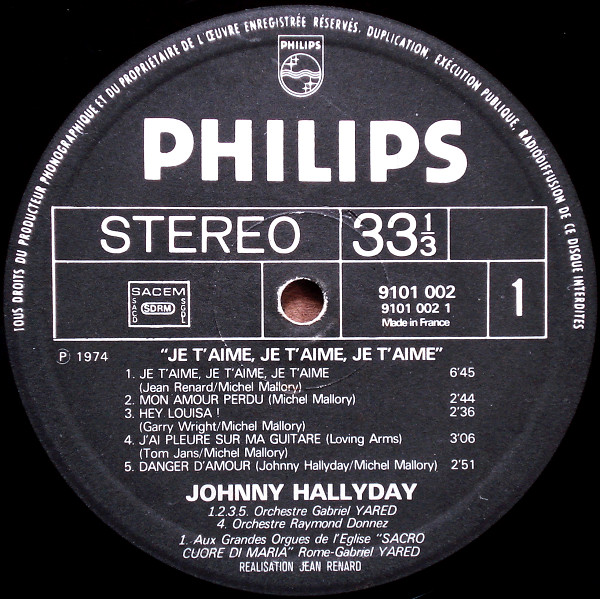 TOUS DROITS DU PRODUCTEUR PHONOGRAPHIQUE ET DU PROPRIÉTAIRE DE L'ŒUVRE ENREGISTRÉE RÉSERVÉS. DUPLICATION, EXÉCUTION PUBLIQUE, RADIODIFFUSION DE CE DISQUE INTERDITES
PHILIPS
PHILIPS
STEREO
33 1/3
SACEM
SACD
SDRM
SGDL
9101 002
9101 002 1
Made in France
1
Ⓟ 1974
"JE T'AIME, JE T'AIME, JE T'AIME"
1. JE T'AIME, JE T'AIME, JE T'AIME 6'45
(Jean Renard/Michel Mallory)
2. MON AMOUR PERDU (Michel Mallory) 2'44
3. HEY LOUISA ! 2'36
(Garry Wright/Michel Mallory)
4. J'AI PLEURE SUR MA GUITARE (Loving Arms) 3'06
(Tom Jans/Michel Mallory)
5. DANGER D'AMOUR (Johnny Hallyday/Michel Mallory) 2'51
JOHNNY HALLYDAY
1.2.3.5. Orchestre Gabriel YARED
4. Orchestre Raymond Donnez
1. Aux Grandes Orgues de l'Eglise "SACRO
CUORE DI MARIA" Rome-Gabriel YARED
REALISATION JEAN RENARD